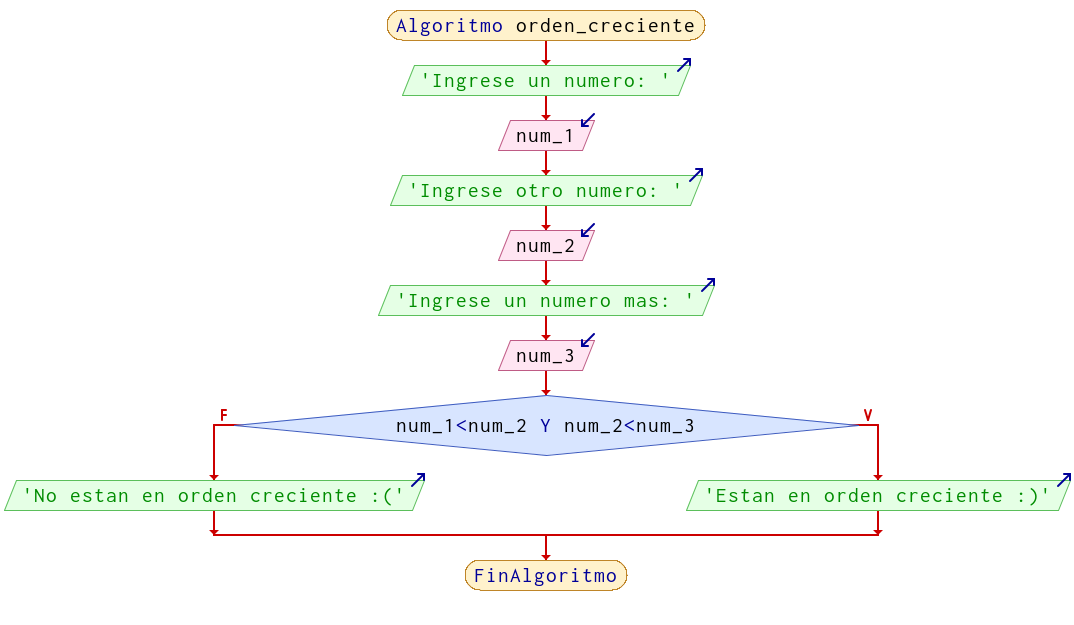 Algoritmo orden_creciente
'Ingrese un numero: '
num_1
'Ingrese otro numero: '
num_2
'Ingrese un numero mas: '
num_3
F
V
num_1<num_2 Y num_2<num_3
'No estan en orden creciente :('
'Estan en orden creciente :)'
FinAlgoritmo